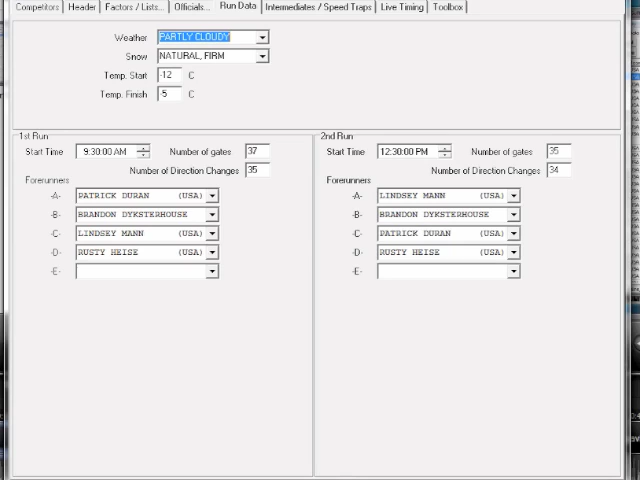 Competitors Header Factors / Lists... Officials... Run Data Intermediates / Speed Traps Live Timing Toolbox
Weather PARTLY CLOUDY
Snow NATURAL, FIRM
Temp. Start -12 C
Temp. Finish -5 C
1st Run
Start Time 9:30:00 AM Number of gates 37
Number of Direction Changes 35
Forerunners
-A- PATRICK DURAN (USA)
-B- BRANDON DYKSTERHOUSE
-C- LINDSEY MANN (USA)
-D- RUSTY HEISE (USA)
-E-
2nd Run
Start Time 12:30:00 PM Number of gates 35
Number of Direction Changes 34
Forerunners
-A- LINDSEY MANN (USA)
-B- BRANDON DYKSTERHOUSE
-C- PATRICK DURAN (USA)
-D- RUSTY HEISE (USA)
-E-